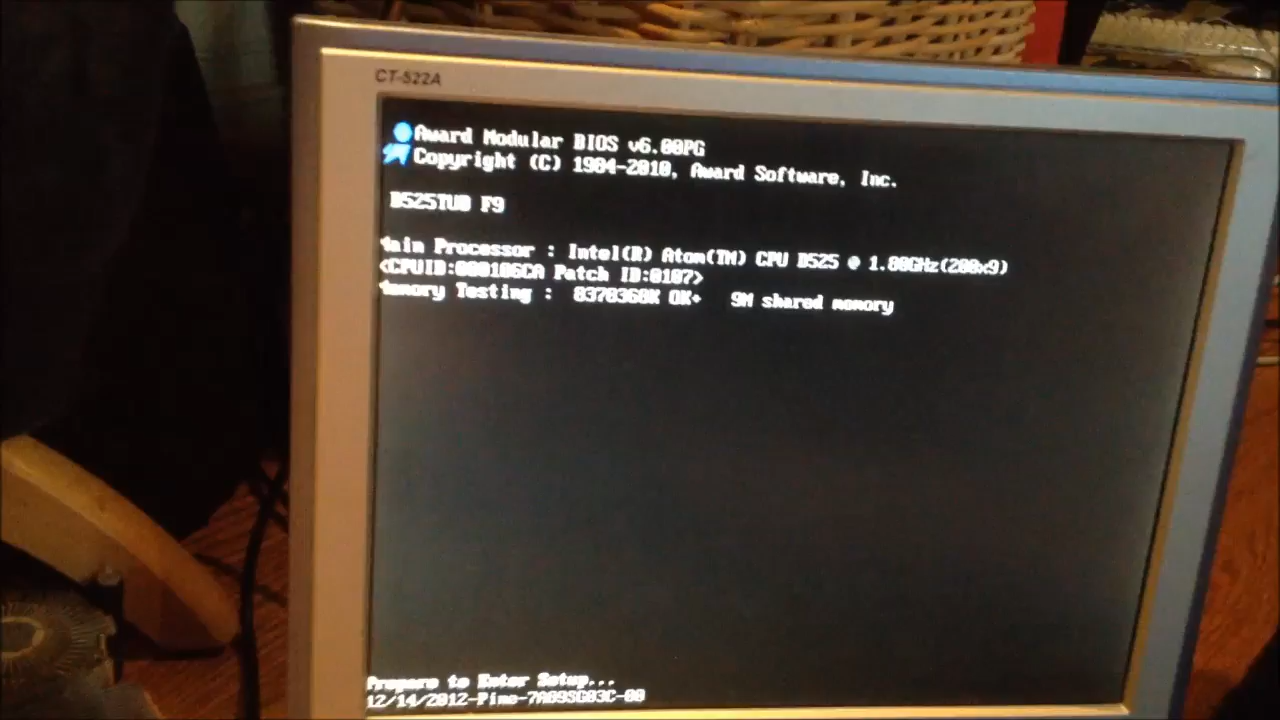 CT-522A
Award Modular BIOS v6.00PG
Copyright (C) 1984-2010, Award Software, Inc.
D525TUD F9
Main Processor : Intel(R) Atom(TM) CPU D525 @ 1.80GHz(200x9)
<CPUID:000106CA Patch ID:0107>
Memory Testing : 8378368K OK+ 9M shared memory
Prepare to Enter Setup...
12/14/2012-Pine-7A89SG03C-00